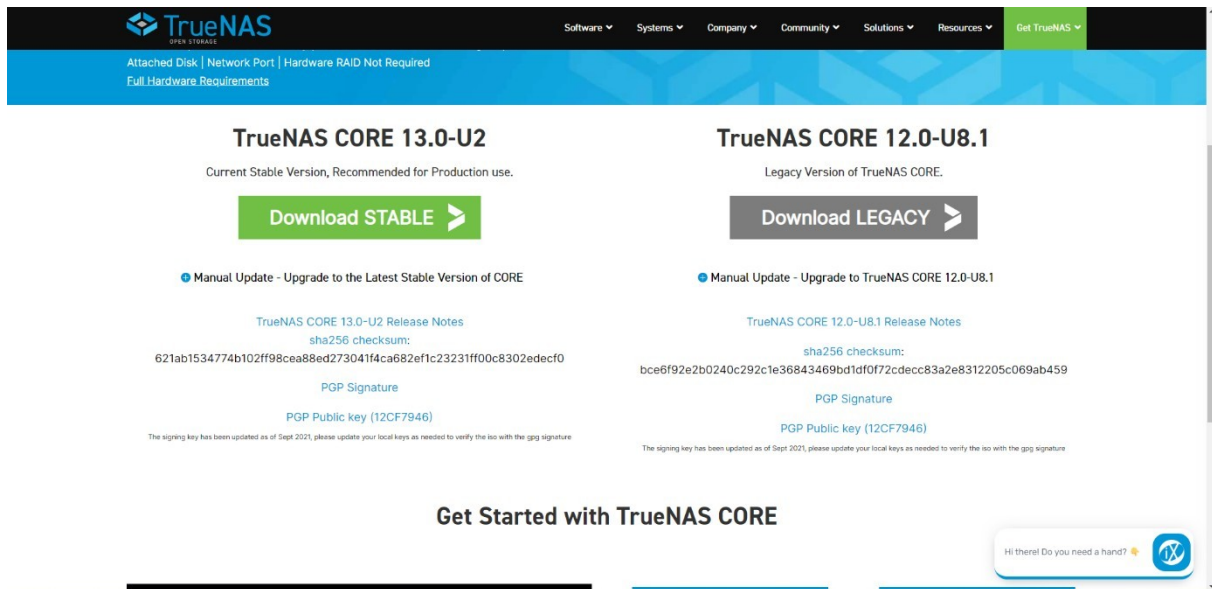 TrueNAS
OPEN STORAGE
Software Systems Company Community Solutions Resources Get TrueNAS
Attached Disk | Network Port | Hardware RAID Not Required
Full Hardware Requirements
TrueNAS CORE 13.0-U2
Current Stable Version, Recommended for Production use.
Download STABLE
Manual Update - Upgrade to the Latest Stable Version of CORE
TrueNAS CORE 13.0-U2 Release Notes
sha256 checksum:
621ab1534774b102ff98cea88ed273041f4ca682ef1c23231ff00c8302edecf0
PGP Signature
PGP Public key (12CF7946)
The signing key has been updated as of Sept 2021, please update your local keys as needed to verify the iso with the gpg signature
TrueNAS CORE 12.0-U8.1
Legacy Version of TrueNAS CORE.
Download LEGACY
Manual Update - Upgrade to TrueNAS CORE 12.0-U8.1
TrueNAS CORE 12.0-U8.1 Release Notes
sha256 checksum:
bce6f92e2b0240c292c1e36843469bd1df0f72cdecc83a2e8312205c069ab459
PGP Signature
PGP Public key (12CF7946)
The signing key has been updated as of Sept 2021, please update your local keys as needed to verify the iso with the gpg signature
Get Started with TrueNAS CORE
Hi there! Do you need a hand? 👇